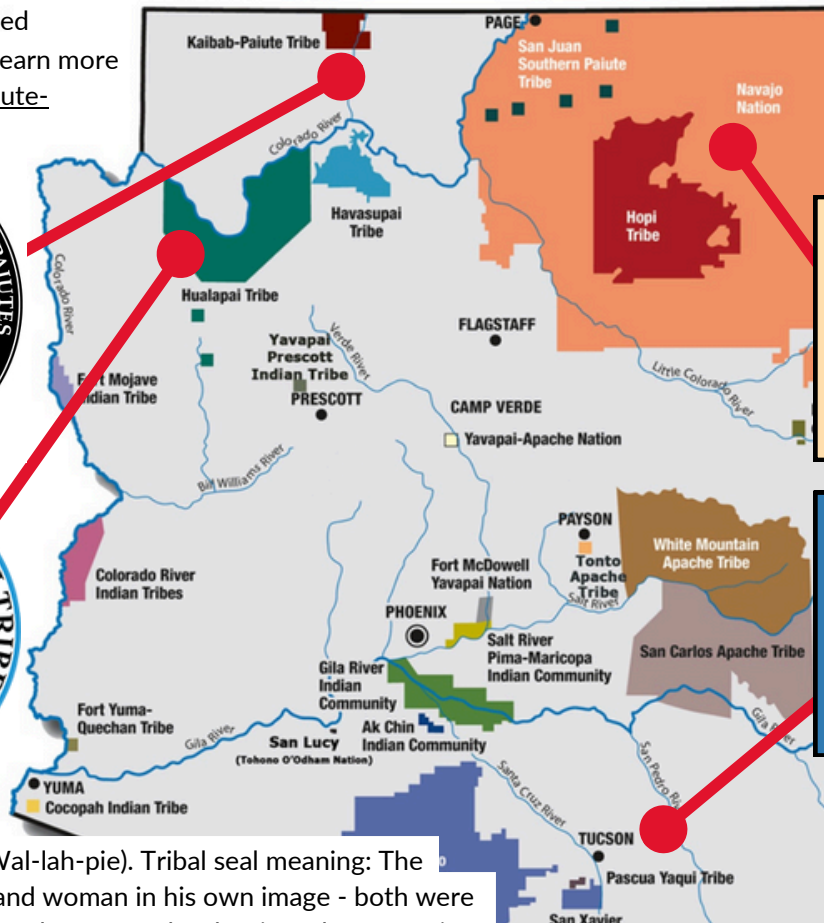 ed
earn more
ute-
PAIUTES
TRIBE
Kaibab-Paiute Tribe
PAGE
San Juan
Southern Paiute
Tribe
Navajo
Nation
Colorado River
Havasupai
Tribe
Hopi
Tribe
Colorado River
Hualapai Tribe
FLAGSTAFF
Verde River
Yavapai
Prescott
Indian Tribe
PRESCOTT
Little Colorado River
Fort Mojave
Indian Tribe
CAMP VERDE
Yavapai-Apache Nation
Bill Williams River
PAYSON
Tonto
Apache
Tribe
White Mountain
Apache Tribe
Salt River
Fort McDowell
Yavapai Nation
Colorado River
Indian Tribes
PHOENIX
Salt River
Pima-Maricopa
Indian Community
San Carlos Apache Tribe
Gila River
Indian
Community
Ak Chin
Indian Community
Fort Yuma-
Quechan Tribe
Gila River
San Lucy
(Tohono O'Odham Nation)
Gila River
San Pedro River
Santa Cruz River
YUMA
Cocopah Indian Tribe
TUCSON
Pascua Yaqui Tribe
San Xavier
Wal-lah-pie). Tribal seal meaning: The
and woman in his own image - both were